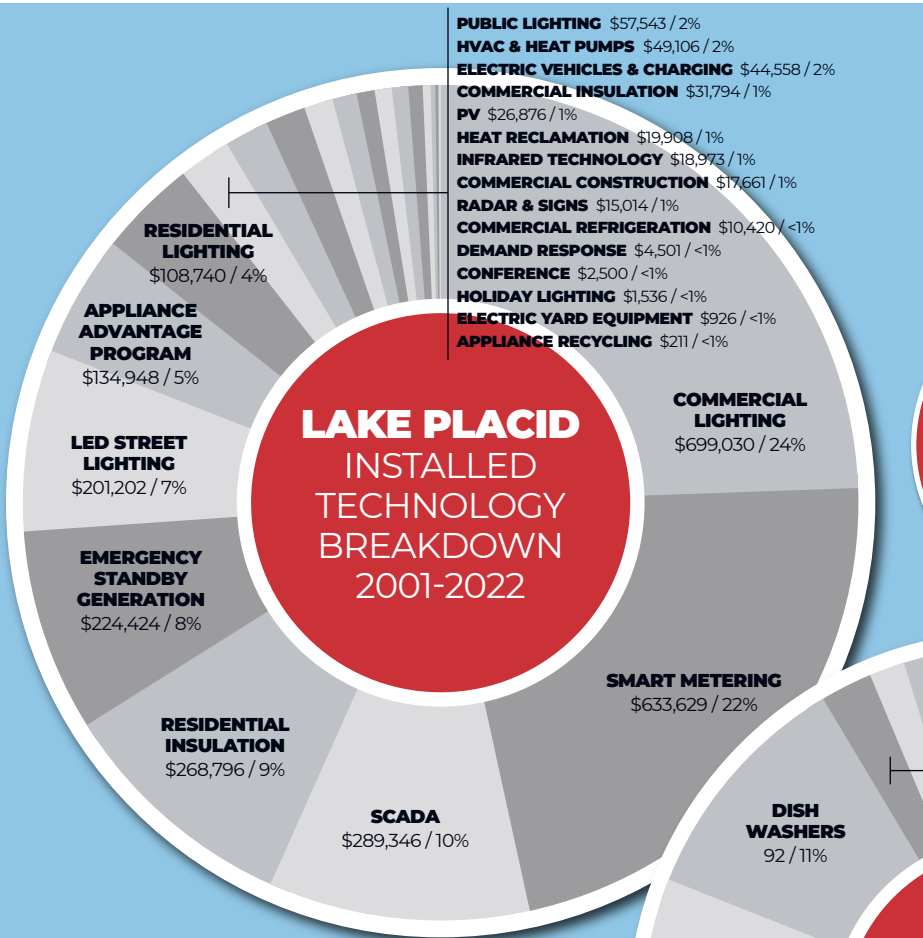 PUBLIC LIGHTING $57,543 / 2%
HVAC & HEAT PUMPS $49,106 / 2%
ELECTRIC VEHICLES & CHARGING $44,558 / 2%
COMMERCIAL INSULATION $31,794 / 1%
PV $26,876 / 1%
HEAT RECLAMATION $19,908 / 1%
INFRARED TECHNOLOGY $18,973 / 1%
COMMERCIAL CONSTRUCTION $17,661 / 1%
RADAR & SIGNS $15,014 / 1%
COMMERCIAL REFRIGERATION $10,420 / <1%
DEMAND RESPONSE $4,501 / <1%
CONFERENCE $2,500 / <1%
HOLIDAY LIGHTING $1,536 / <1%
ELECTRIC YARD EQUIPMENT $926 / <1%
APPLIANCE RECYCLING $211 / <1%
RESIDENTIAL
LIGHTING
$108,740 / 4%
APPLIANCE
ADVANTAGE
PROGRAM
$134,948 / 5%
LED STREET
LIGHTING
$201,202 / 7%
EMERGENCY
STANDBY
GENERATION
$224,424 / 8%
RESIDENTIAL
INSULATION
$268,796 / 9%
SCADA
$289,346 / 10%
SMART METERING
$633,629 / 22%
COMMERCIAL
LIGHTING
$699,030 / 24%
LAKE PLACID
INSTALLED
TECHNOLOGY
BREAKDOWN
2001-2022
DISH
WASHERS
92 / 11%